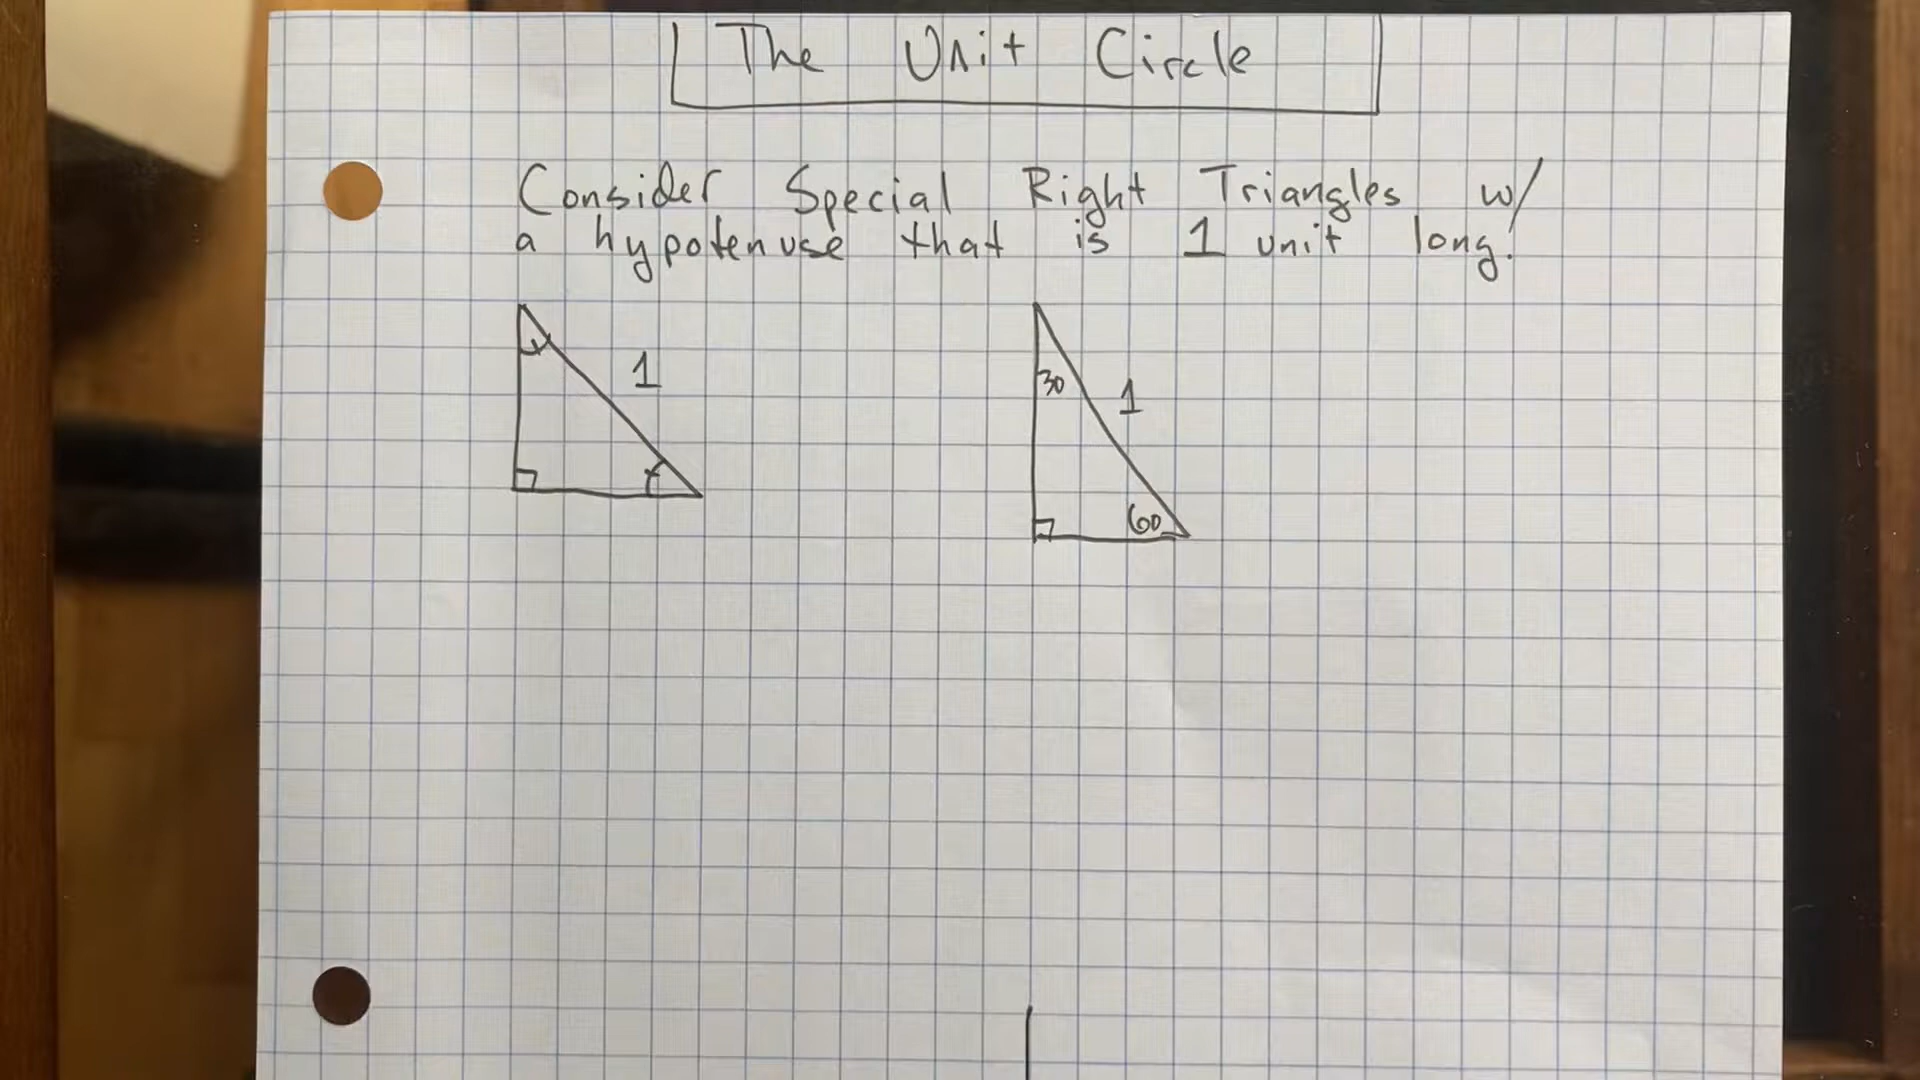 The Unit Circle
Consider Special Right Triangles w/
a hypotenuse that is 1 unit long.
1
30
1
60